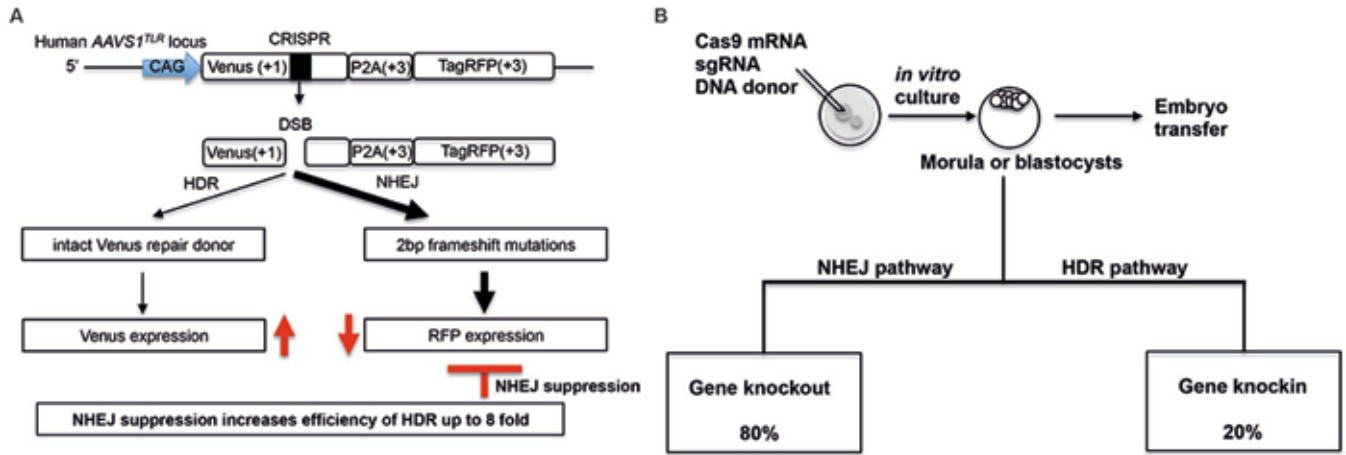 A
Human AAVS1^TLR locus
CRISPR
5'
CAG
Venus (+1)
P2A(+3)
TagRFP(+3)
DSB
Venus(+1)
P2A(+3)
TagRFP(+3)
HDR
NHEJ
intact Venus repair donor
2bp frameshift mutations
Venus expression
RFP expression
NHEJ suppression
NHEJ suppression increases efficiency of HDR up to 8 fold
B
Cas9 mRNA
sgRNA
DNA donor
in vitro
culture
Embryo
transfer
Morula or blastocysts
NHEJ pathway
HDR pathway
Gene knockout
80%
Gene knockin
20%